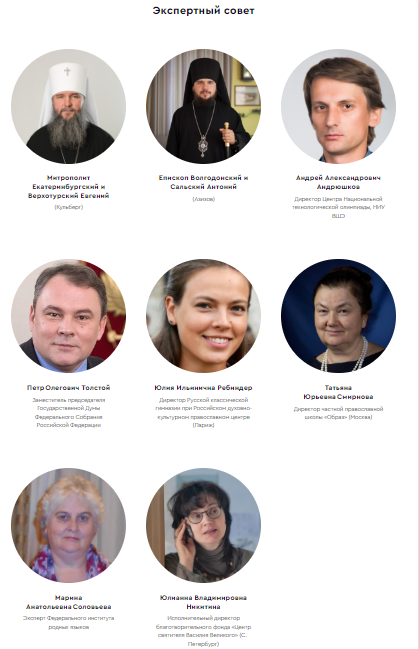 Экспертный совет
Митрополит
Екатеринбургский и
Верхотурский Евгений
(Кульберг)
Епископ Волгодонский и
Сальский Антоний
(Азизов)
Андрей Александрович
Андрюшков
Директор Центра Национальной
технологической олимпиады, НИУ
ВШЭ
Петр Олегович Толстой
Заместитель председателя
Государственной Думы
Федерального Собрания
Российской Федерации
Юлия Ильинична Ребиндер
Директор Русской классической
гимназии при Российском духовно-
культурном православном центре
(Париж)
Татьяна
Юрьевна Смирнова
Директор частной православной
школы «Образ» (Москва)
Марина
Анатольевна Соловьева
Эксперт Федерального института
родных языков
Юлианна Владимировна
Никитина
Исполнительный директор
благотворительного фонда «Центр
святителя Василия Великого» (С.
Петербург)